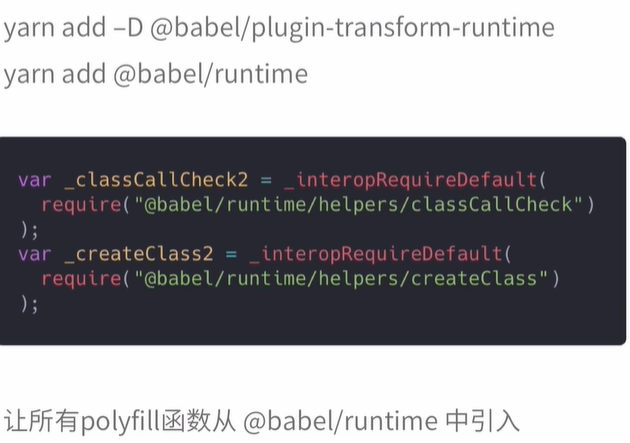 yarn add –D @babel/plugin-transform-runtime
yarn add @babel/runtime
var _classCallCheck2 = _interopRequireDefault(
  require("@babel/runtime/helpers/classCallCheck")
);
var _createClass2 = _interopRequireDefault(
  require("@babel/runtime/helpers/createClass")
);
让所有polyfill函数从 @babel/runtime 中引入